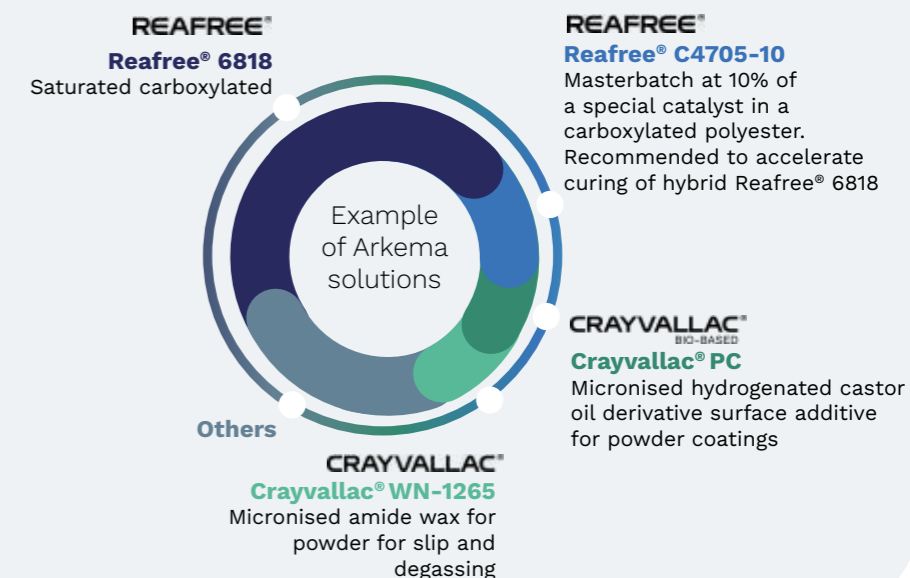 REAFREE®
Reafree® 6818
Saturated carboxylated
REAFREE®
Reafree® C4705-10
Masterbatch at 10% of
a special catalyst in a
carboxylated polyester.
Recommended to accelerate
curing of hybrid Reafree® 6818
Example
of Arkema
solutions
CRAYVALLAC®
BIO-BASED
Crayvallac® PC
Micronised hydrogenated castor
oil derivative surface additive
for powder coatings
Others
CRAYVALLAC®
Crayvallac® WN-1265
Micronised amide wax for
powder for slip and
degassing